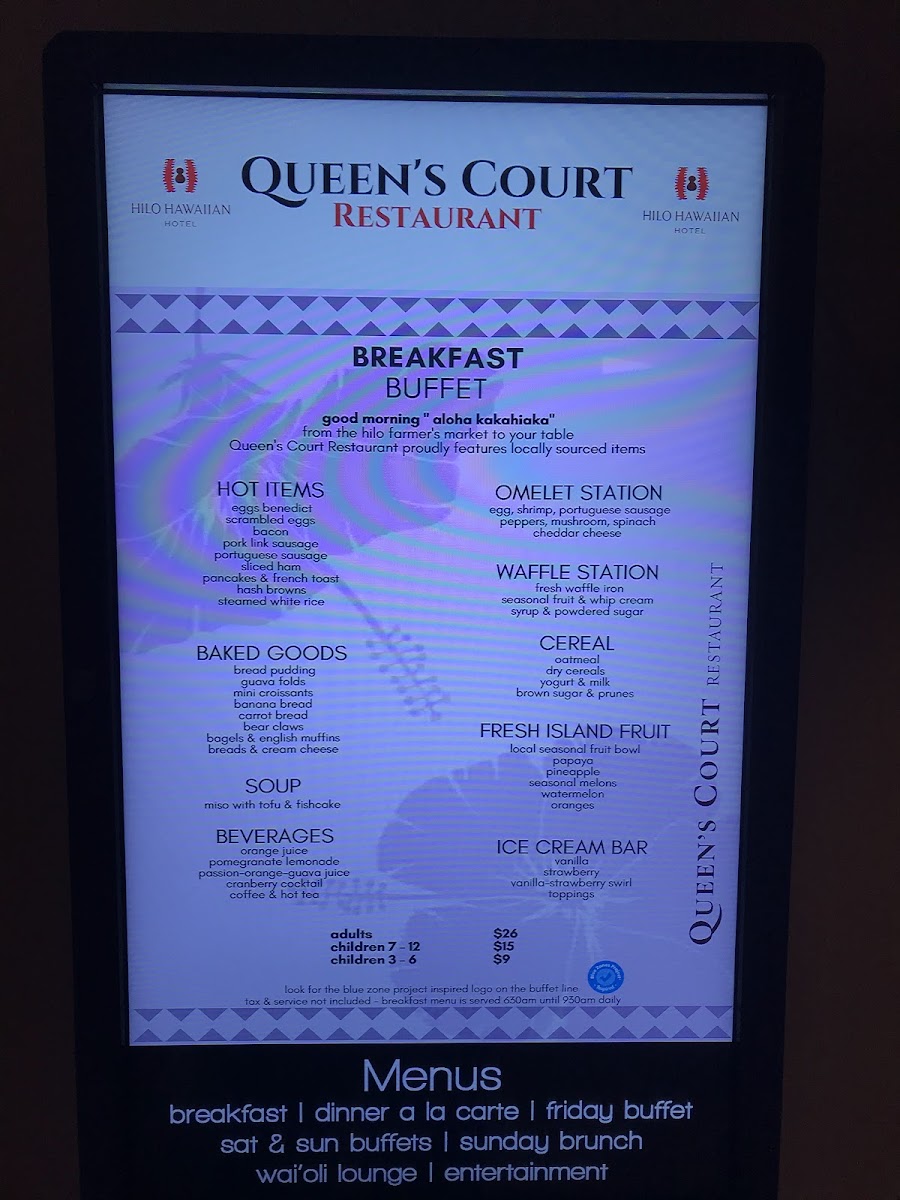 HILO HAWAIIAN
HOTEL
QUEEN'S COURT
RESTAURANT
HILO HAWAIIAN
HOTEL
BREAKFAST
BUFFET
good morning " aloha kakahiaka"
from the hilo farmer's market to your table
Queen's Court Restaurant proudly features locally sourced items
HOT ITEMS
eggs benedict
scrambled eggs
bacon
pork link sausage
portuguese sausage
sliced ham
pancakes & french toast
hash browns
steamed white rice
BAKED GOODS
bread pudding
guava folds
mini croissants
banana bread
carrot bread
bear claws
bagels & english muffins
breads & cream cheese
SOUP
miso with tofu & fishcake
BEVERAGES
orange juice
pomegranate lemonade
passion-orange-guava juice
cranberry cocktail
coffee & hot tea
OMELET STATION
egg, shrimp, portuguese sausage
peppers, mushroom, spinach
cheddar cheese
WAFFLE STATION
fresh waffle iron
seasonal fruit & whip cream
syrup & powdered sugar
CEREAL
oatmeal
dry cereals
yogurt & milk
brown sugar & prunes
FRESH ISLAND FRUIT
local seasonal fruit bowl
papaya
pineapple
seasonal melons
watermelon
oranges
ICE CREAM BAR
vanilla
strawberry
vanilla-strawberry swirl
toppings
QUEEN'S COURT RESTAURANT
adults $26
children 7 - 12 $15
children 3 - 6 $9
look for the blue zone project inspired logo on the buffet line
tax & service not included - breakfast menu is served 630am until 930am daily
Menus
breakfast | dinner a la carte | friday buffet
sat & sun buffets | sunday brunch
wai'oli lounge | entertainment